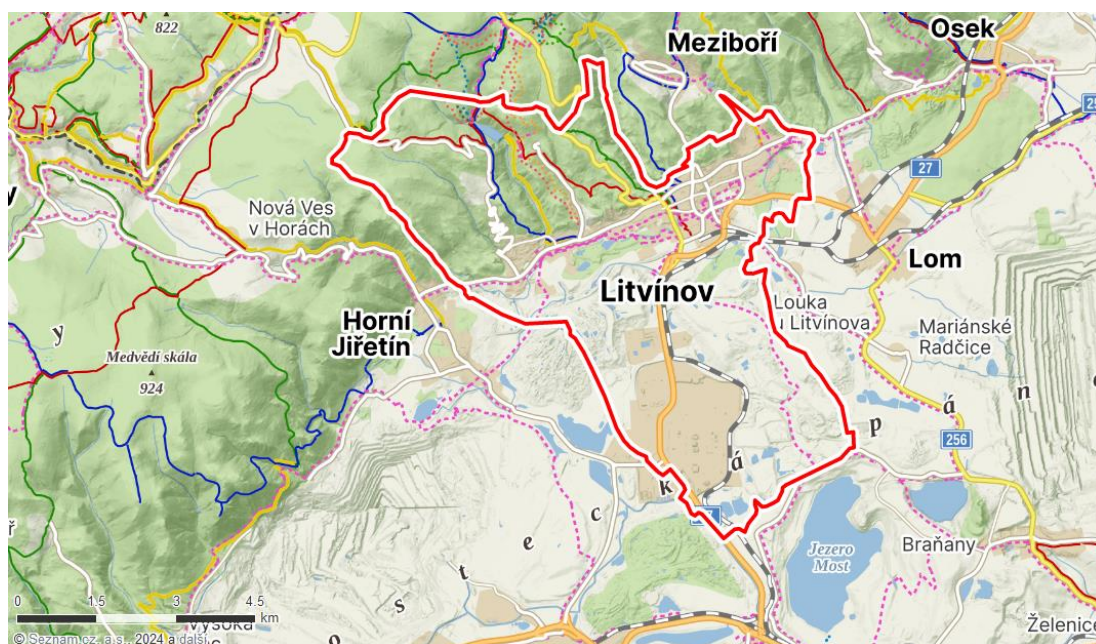 822
Meziboří
Osek
25
27
y
Nová Ves
v Horách
Lom
Litvínov
Louka
u Litvínova
Horní
Jiřetín
Mariánské
Radčice
y
Medvědí skála
924
p á n
256
k á
c
e
Jezero
Most
Braňany
t
s
o
0 1.5 3 4.5
km
Vysoká
Želenice
© Seznam.cz, a.s., 2024 a další